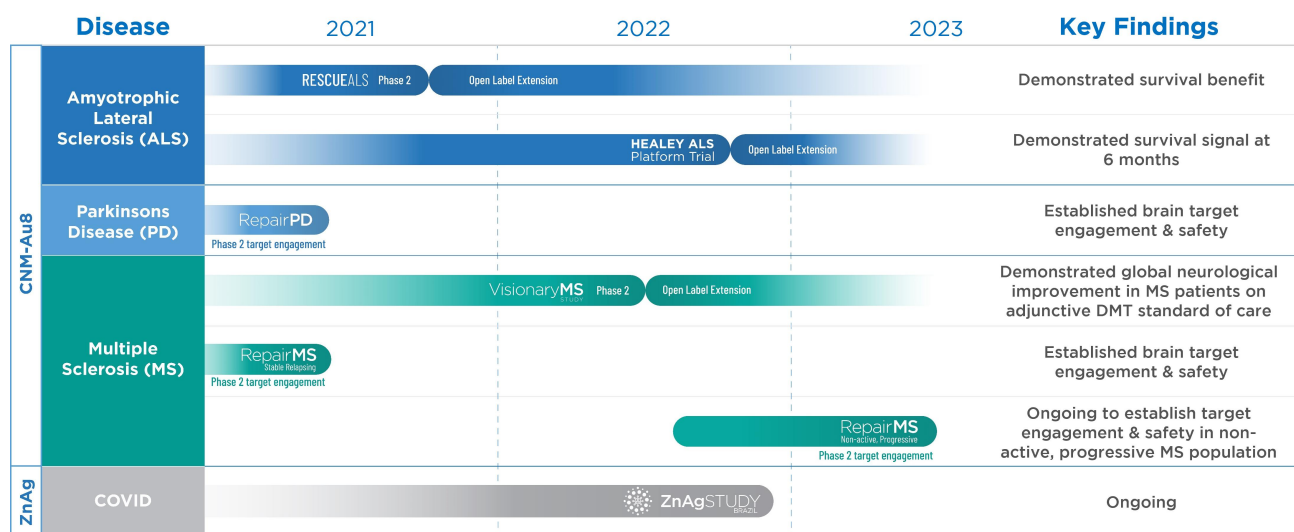 Disease
2021
2022
2023
Key Findings
CNM-Au8
Amyotrophic
Lateral
Sclerosis (ALS)
RESCUEALS Phase 2
Open Label Extension
Demonstrated survival benefit
HEALEY ALS
Platform Trial
Open Label Extension
Demonstrated survival signal at
6 months
Parkinsons
Disease (PD)
RepairPD
Phase 2 target engagement
Established brain target
engagement & safety
Multiple
Sclerosis (MS)
VisionaryMS
STUDY
Phase 2
Open Label Extension
Demonstrated global neurological
improvement in MS patients on
adjunctive DMT standard of care
RepairMS
Stable Relapsing
Phase 2 target engagement
Established brain target
engagement & safety
RepairMS
Non-active, Progressive
Phase 2 target engagement
Ongoing to establish target
engagement & safety in non-
active, progressive MS population
ZnAg
COVID
ZnAgSTUDY
BRAZIL
Ongoing